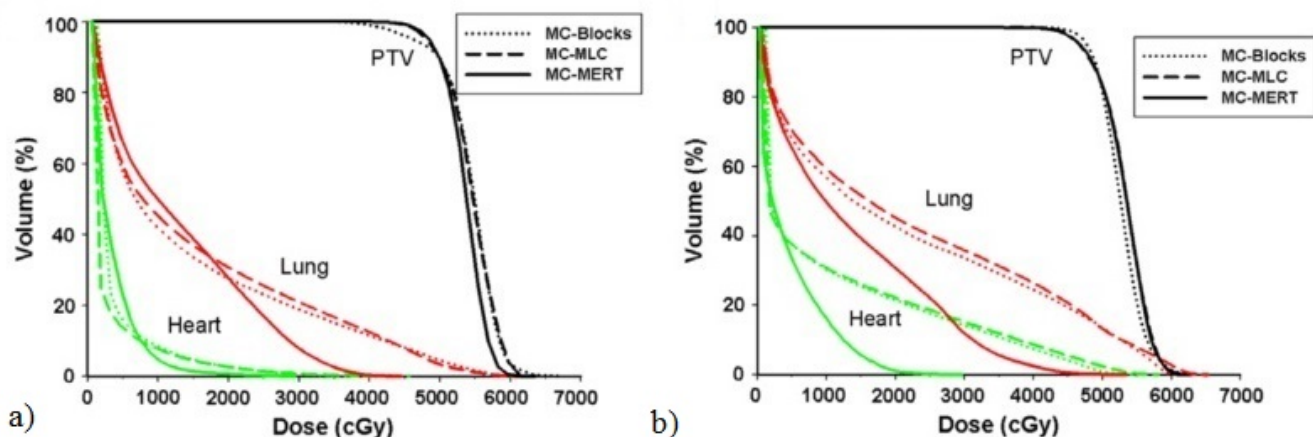 100
80
60
40
20
0
Volume (%)
0 1000 2000 3000 4000 5000 6000 7000
Dose (cGy)
PTV
Lung
Heart
MC-Blocks
MC-MLC
MC-MERT
a)
100
80
60
40
20
0
Volume (%)
0 1000 2000 3000 4000 5000 6000 7000
Dose (cGy)
PTV
Lung
Heart
MC-Blocks
MC-MLC
MC-MERT
b)